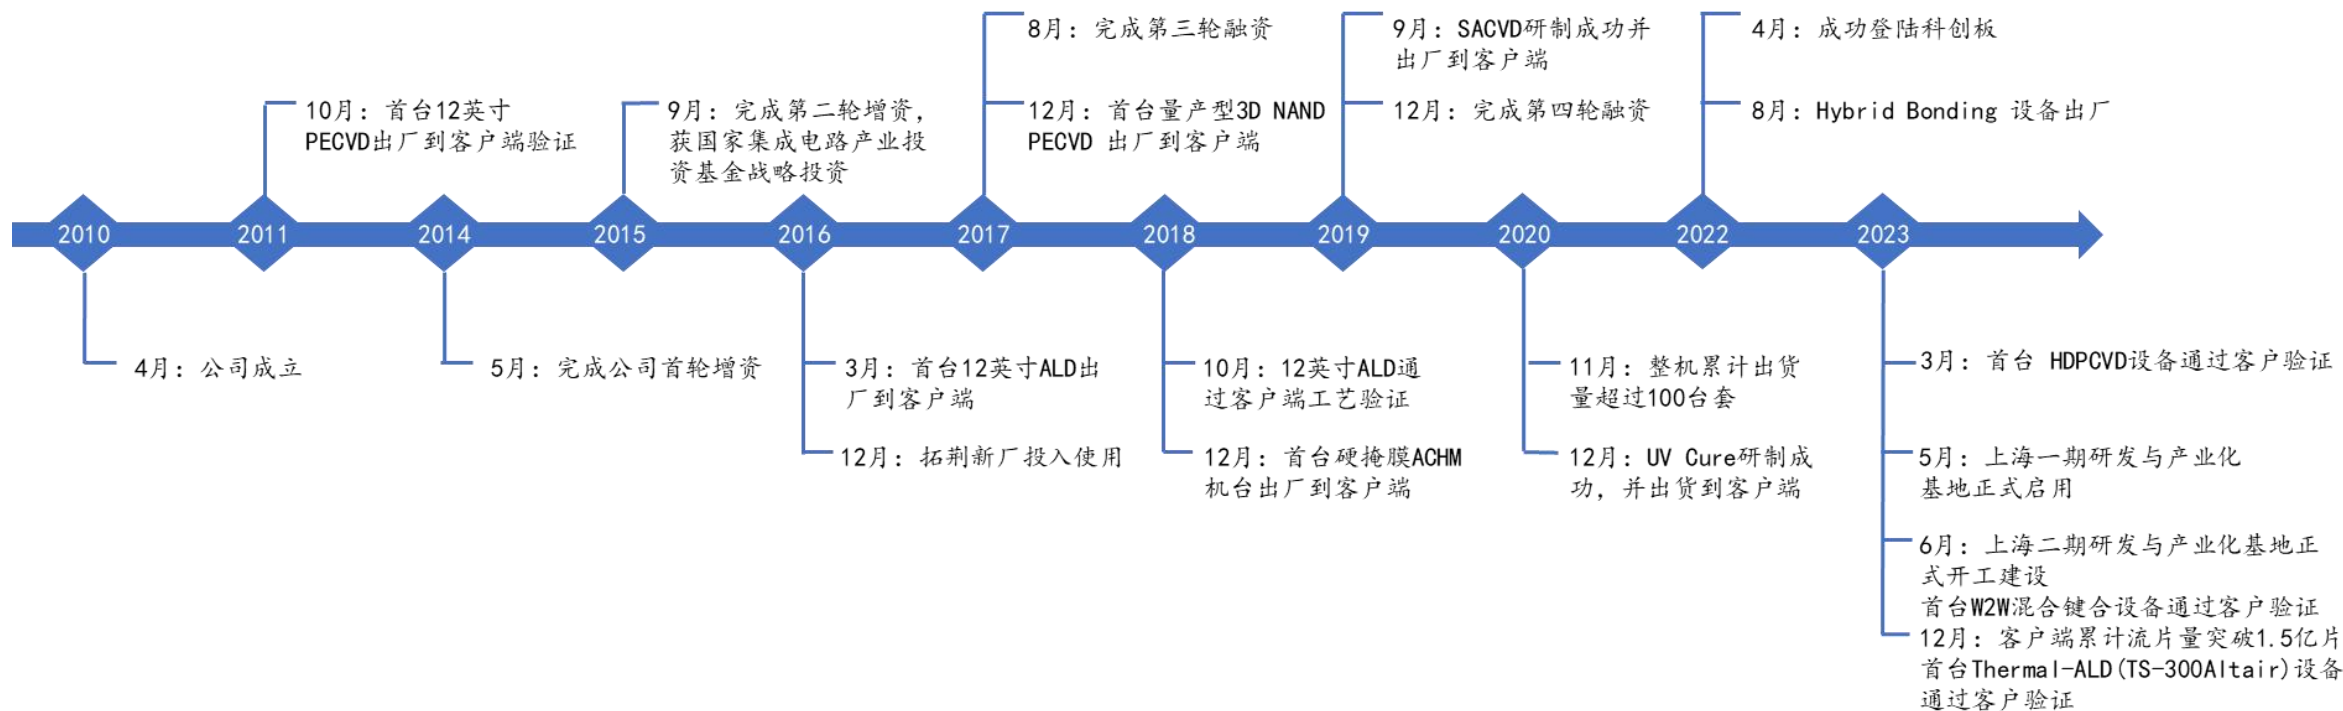 8月：完成第三轮融资
12月：首台量产型3D NAND
PECVD 出厂到客户端
9月：SACVD研制成功并
出厂到客户端
12月：完成第四轮融资
4月：成功登陆科创板
8月：Hybrid Bonding 设备出厂
10月：首台12英寸
PECVD出厂到客户端验证
9月：完成第二轮增资，
获国家集成电路产业投
资基金战略投资
2010
2011
2014
2015
2016
2017
2018
2019
2020
2022
2023
4月：公司成立
5月：完成公司首轮增资
3月：首台12英寸ALD出
厂到客户端
12月：拓荆新厂投入使用
10月：12英寸ALD通
过客户端工艺验证
12月：首台硬掩膜ACHM
机台出厂到客户端
11月：整机累计出货
量超过100台套
12月：UV Cure研制成
功，并出货到客户端
3月：首台 HDPCVD设备通过客户验证
5月：上海一期研发与产业化
基地正式启用
6月：上海二期研发与产业化基地正
式开工建设
首台W2W混合键合设备通过客户验证
12月：客户端累计流片量突破1.5亿片
首台Thermal-ALD(TS-300Altair)设备
通过客户验证